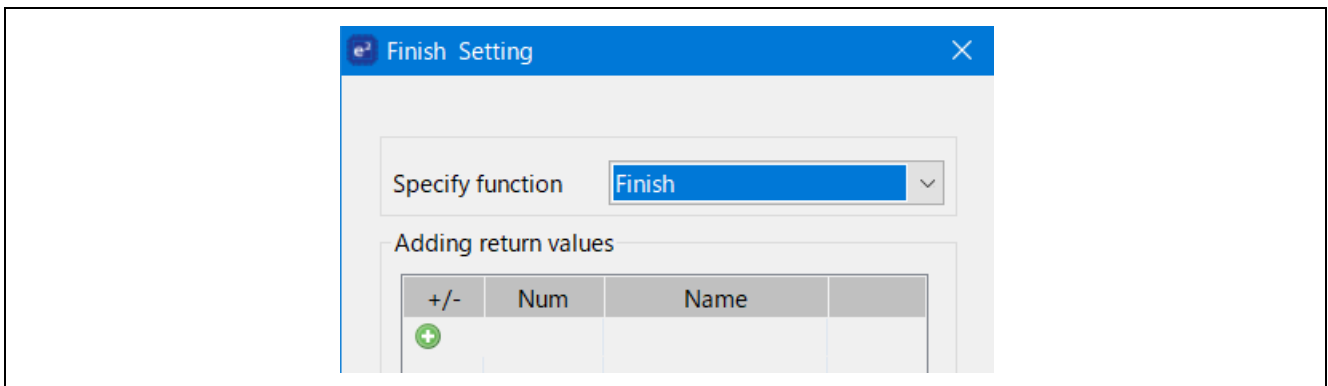 e² Finish Setting
Specify function Finish
Adding return values
+/- Num Name